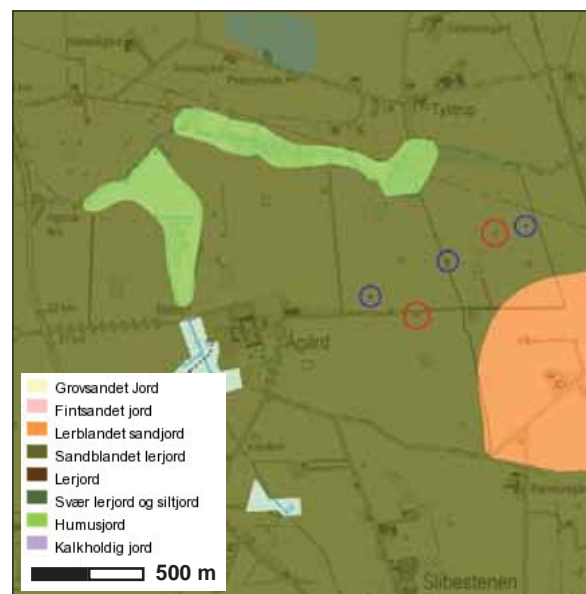 Tystrup
Ågård
Grovsandet Jord
Fintsandet jord
Lerblandet sandjord
Sandblandet lerjord
Lerjord
Svær lerjord og siltjord
Humusjord
Kalkholdig jord
500 m
Slibestenen